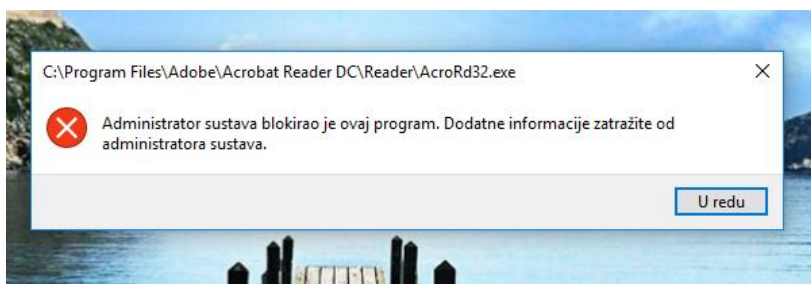 C:\Program Files\Adobe\Acrobat Reader DC\Reader\AcroRd32.exe
Administrator sustava blokirao je ovaj program. Dodatne informacije zatražite od
administratora sustava.
U redu